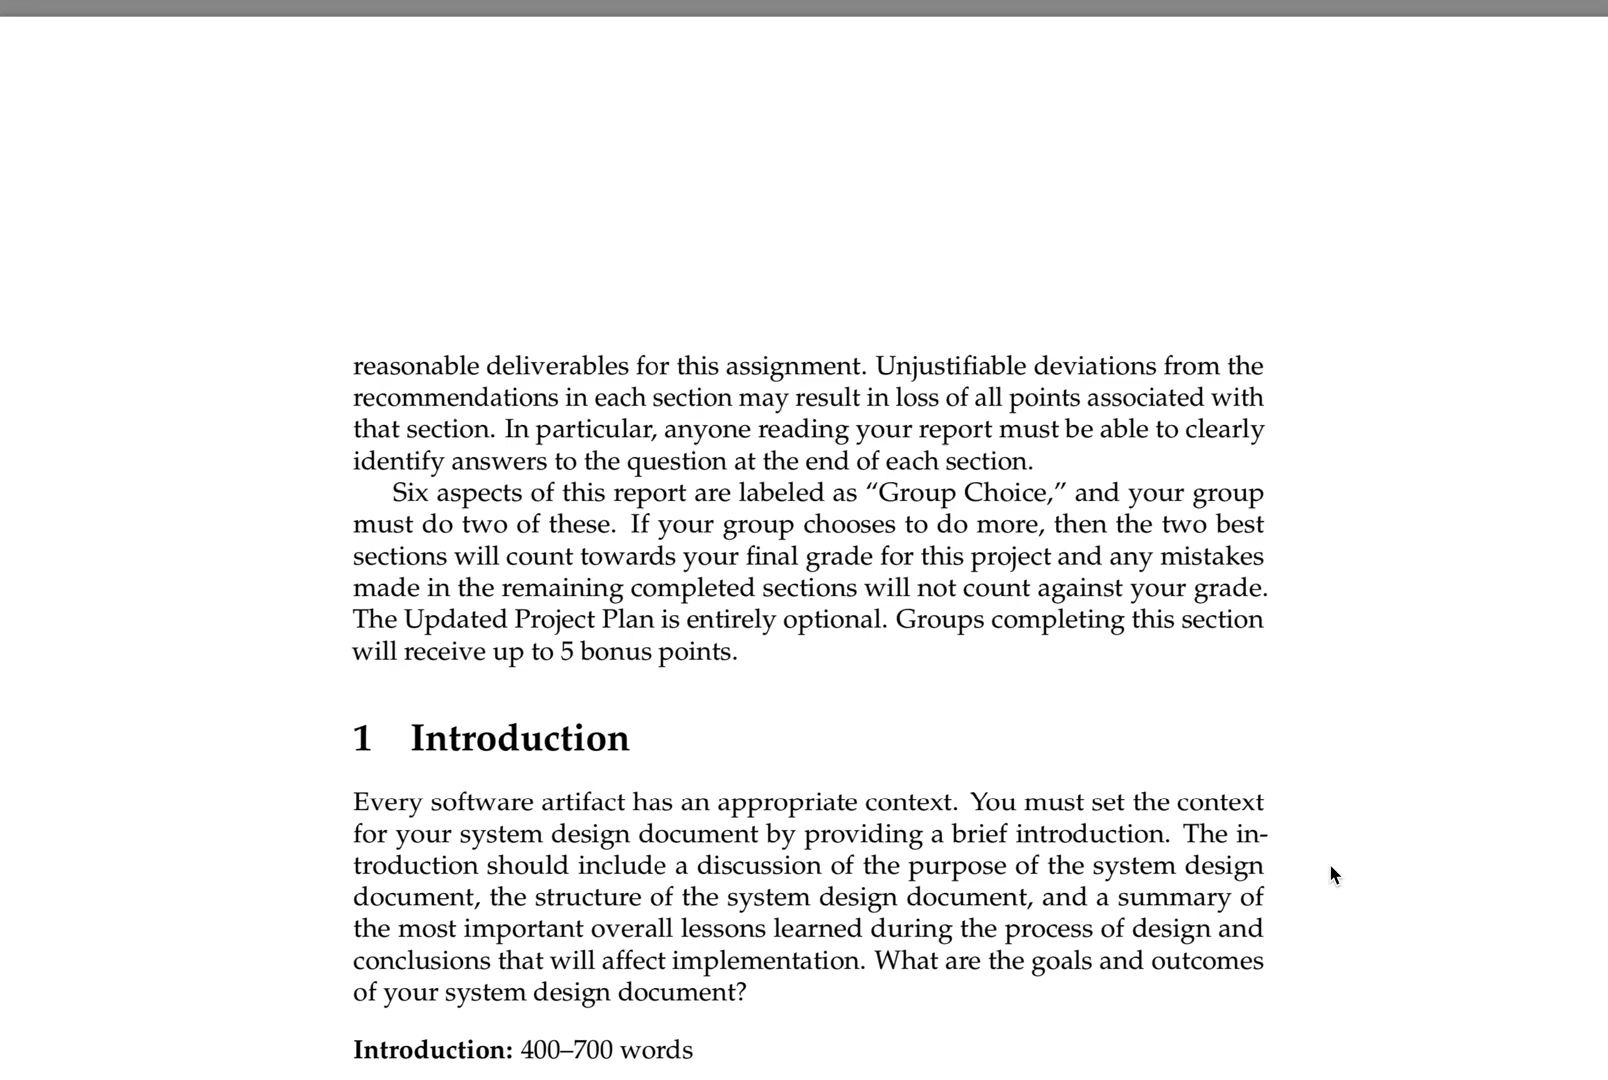 reasonable deliverables for this assignment. Unjustifiable deviations from the
recommendations in each section may result in loss of all points associated with
that section. In particular, anyone reading your report must be able to clearly
identify answers to the question at the end of each section.
Six aspects of this report are labeled as “Group Choice,” and your group
must do two of these. If your group chooses to do more, then the two best
sections will count towards your final grade for this project and any mistakes
made in the remaining completed sections will not count against your grade.
The Updated Project Plan is entirely optional. Groups completing this section
will receive up to 5 bonus points.
1 Introduction
Every software artifact has an appropriate context. You must set the context
for your system design document by providing a brief introduction. The in-
troduction should include a discussion of the purpose of the system design
document, the structure of the system design document, and a summary of
the most important overall lessons learned during the process of design and
conclusions that will affect implementation. What are the goals and outcomes
of your system design document?
Introduction: 400–700 words